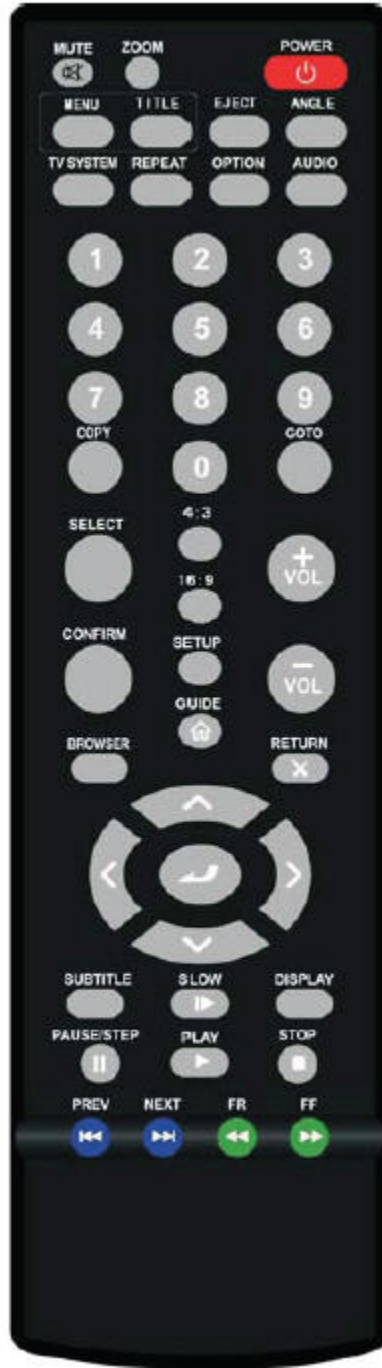 MUTE ZOOM POWER
MENU TITLE EJECT ANGLE
TV SYSTEM REPEAT OPTION AUDIO
1 2 3
4 5 6
7 8 9
COPY 0 GOTO
4:3
SELECT + VOL
16:9
CONFIRM SETUP − VOL
GUIDE
BROWSER RETURN
SUBTITLE SLOW DISPLAY
PAUSE/STEP PLAY STOP
PREV NEXT FR FF